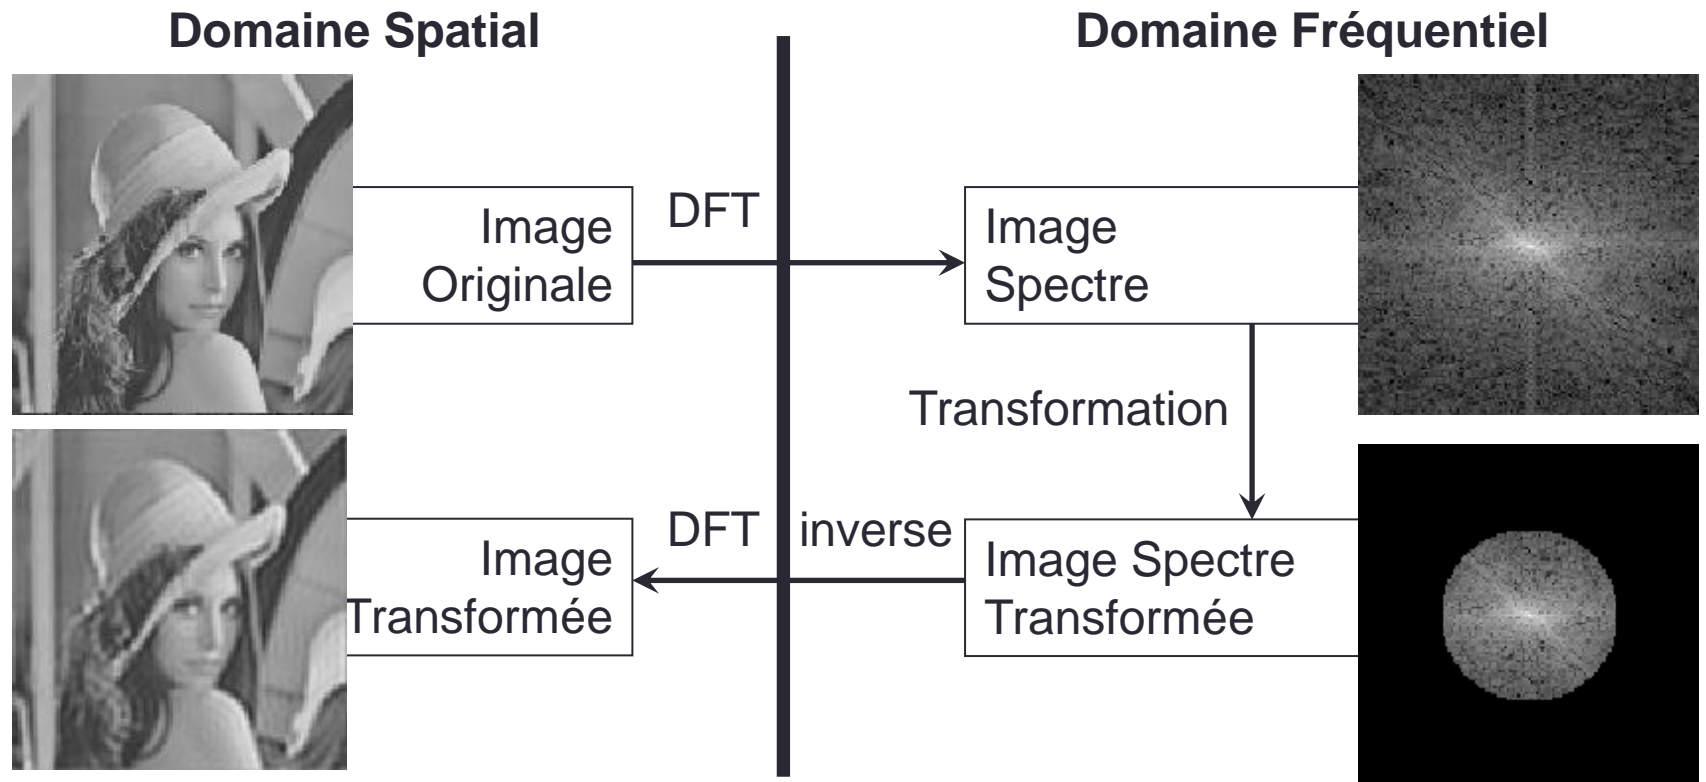 Domaine Spatial
Domaine Fréquentiel
Image
Originale
DFT
Image
Spectre
Transformation
Image
Transformée
DFT inverse
Image Spectre
Transformée